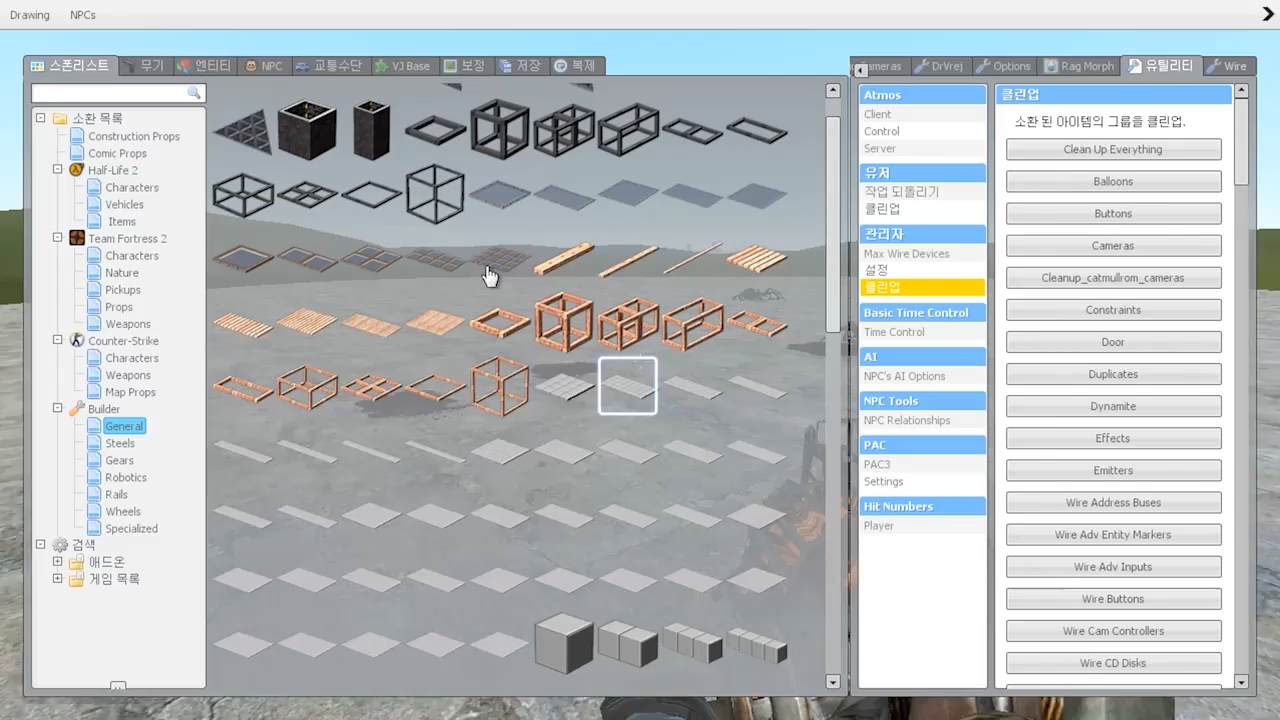 Drawing NPCs
스폰리스트 무기 엔티티 NPC 교통수단 VJ Base 보정 저장 복제
소환 목록
Construction Props
Comic Props
Half-Life 2
Characters
Vehicles
Items
Team Fortress 2
Characters
Nature
Pickups
Props
Weapons
Counter-Strike
Characters
Weapons
Map Props
Builder
General
Steels
Gears
Robotics
Rails
Wheels
Specialized
검색
애드온
게임 목록
ameras DrVrej Options Rag Morph 유틸리티 Wire
Atmos
Client
Control
Server
유저
작업 되돌리기
클린업
관리자
Max Wire Devices
설정
클린업
Basic Time Control
Time Control
AI
NPC's AI Options
NPC Tools
NPC Relationships
PAC
PAC3
Settings
Hit Numbers
Player
클린업
소환 된 아이템의 그룹을 클린업.
Clean Up Everything
Balloons
Buttons
Cameras
Cleanup_catmullrom_cameras
Constraints
Door
Duplicates
Dynamite
Effects
Emitters
Wire Address Buses
Wire Adv Entity Markers
Wire Adv Inputs
Wire Buttons
Wire Cam Controllers
Wire CD Disks